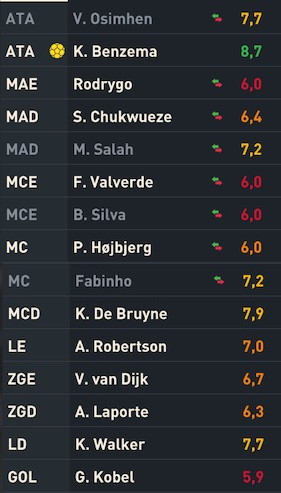 ATA V. Osimhen 7,7
ATA K. Benzema 8,7
MAE Rodrygo 6,0
MAD S. Chukwueze 6,4
MAD M. Salah 7,2
MCE F. Valverde 6,0
MCE B. Silva 6,0
MC P. Højbjerg 6,0
MC Fabinho 7,2
MCD K. De Bruyne 7,9
LE A. Robertson 7,0
ZGE V. van Dijk 6,7
ZGD A. Laporte 6,3
LD K. Walker 7,7
GOL G. Kobel 5,9